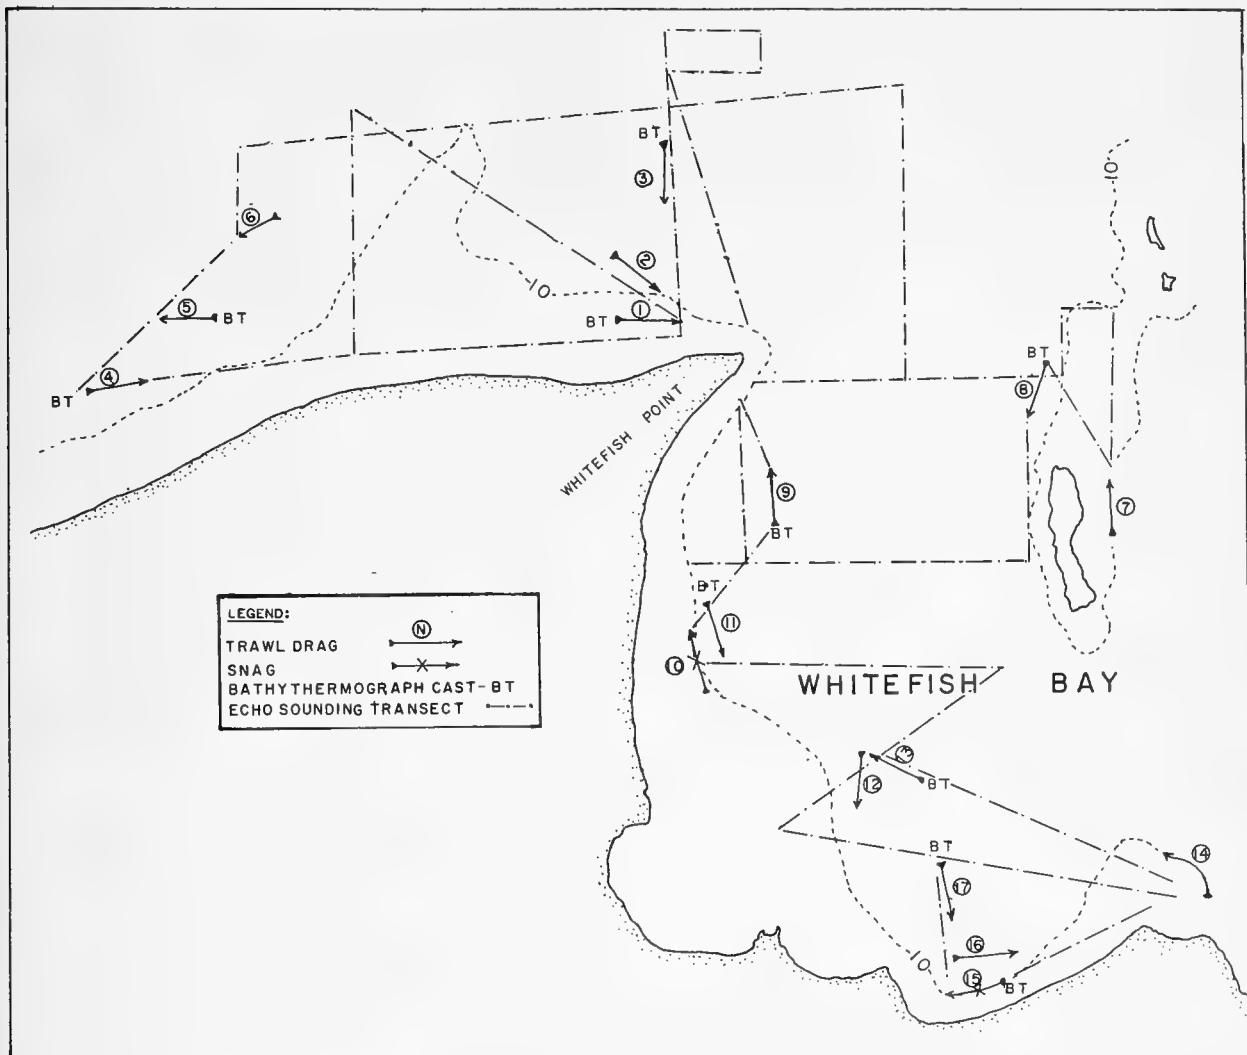 BT
3
10
6
2
10
5
BT
BT
1
BT
4
BT
8
WHITEFISH POINT
9
7
BT
BT
11
LEGEND:
N
TRAWL DRAG
SNAG
BATHYTHERMOGRAPH CAST-BT
ECHO SOUNDING TRANSECT
10
WHITEFISH BAY
13
12
BT
BT
14
17
16
10
15
BT